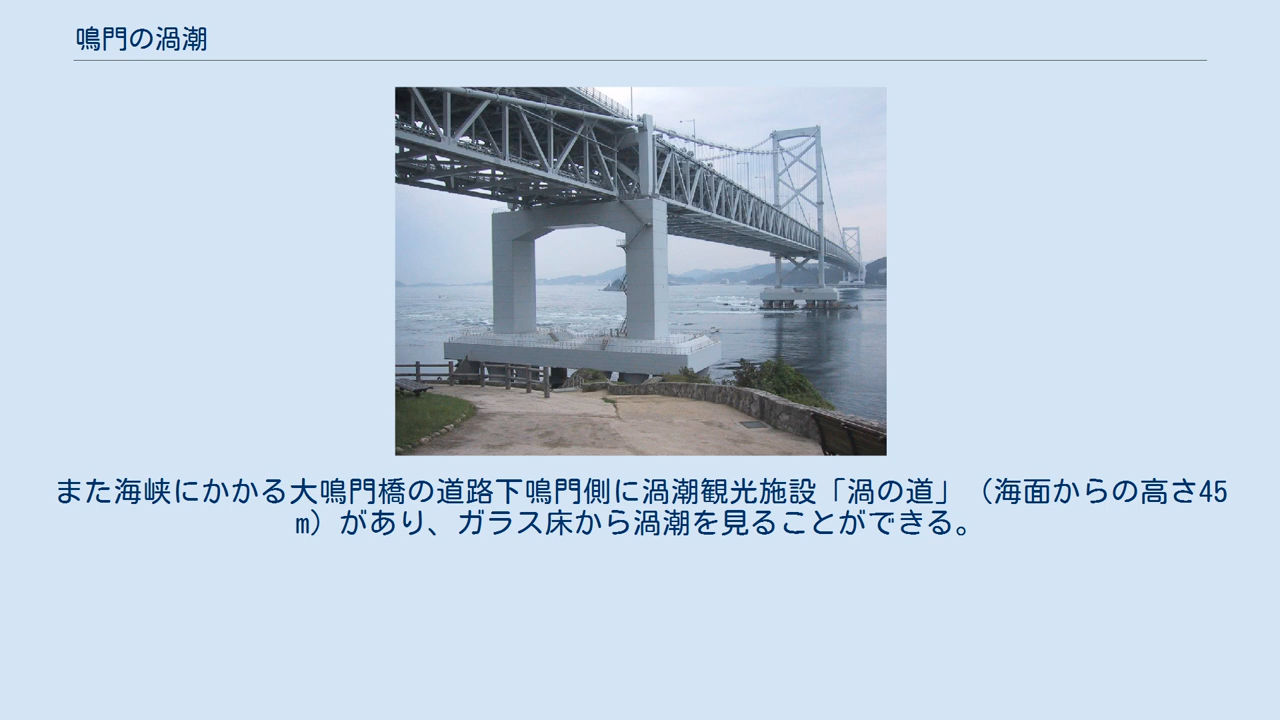 鳴門の渦潮
また海峡にかかる大鳴門橋の道路下鳴門側に渦潮観光施設「渦の道」（海面からの高さ45
m）があり、ガラス床から渦潮を見ることができる。